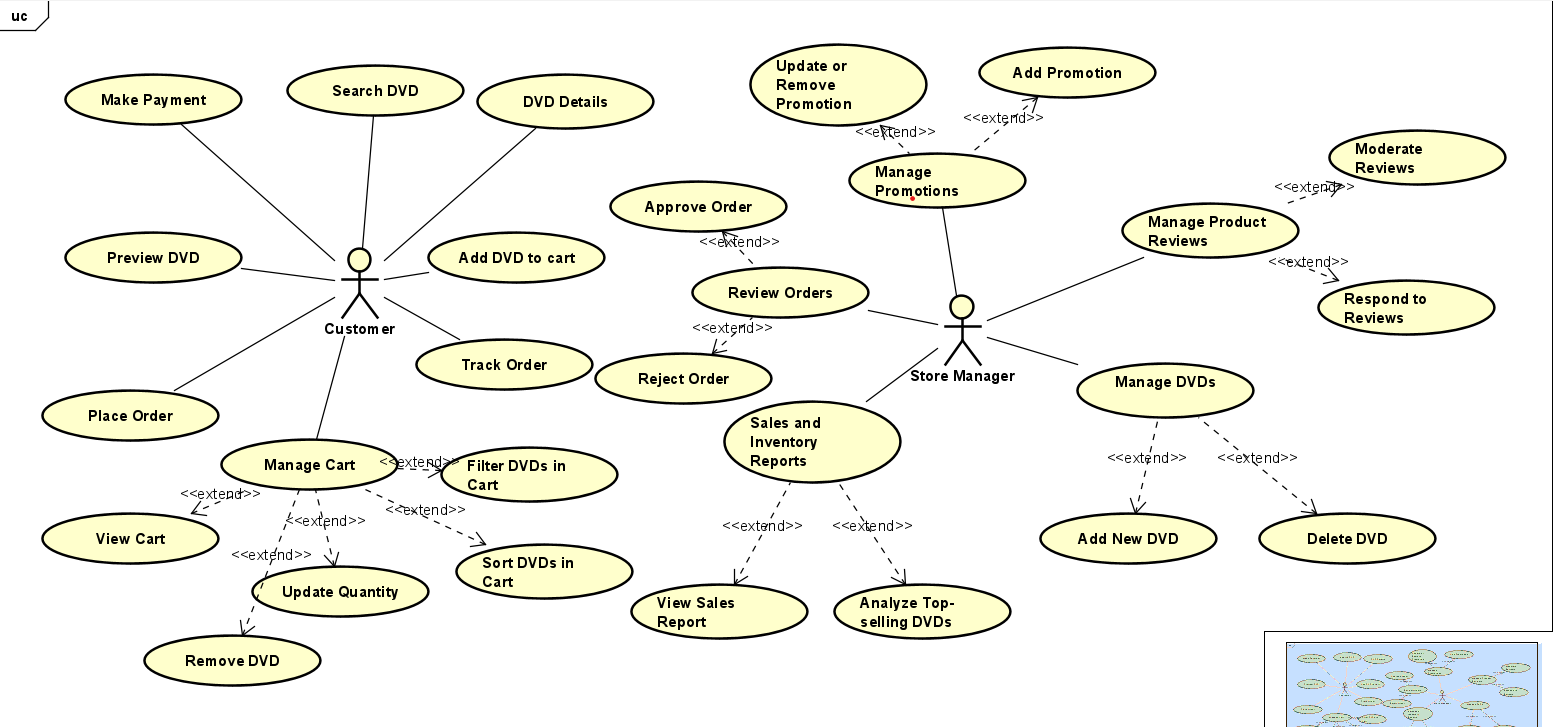 uc
Make Payment
Search DVD
DVD Details
Update or
Remove
Promotion
Add Promotion
<<extend>>
<<extend>>
Manage
Promotions
Moderate
Reviews
<<extend>>
Approve Order
Manage Product
Reviews
<<extend>>
<<extend>>
Preview DVD
Add DVD to cart
Review Orders
Respond to
Reviews
Customer
<<extend>>
Track Order
Reject Order
Store Manager
Manage DVDs
Place Order
Sales and
Inventory
Reports
Manage Cart
<<extend>>
Filter DVDs in
Cart
<<extend>>
<<extend>>
<<extend>>
<<extend>>
<<extend>>
<<extend>>
<<extend>>
<<extend>>
View Cart
Add New DVD
Delete DVD
<<extend>>
Sort DVDs in
Cart
Update Quantity
View Sales
Report
Analyze Top-
selling DVDs
Remove DVD